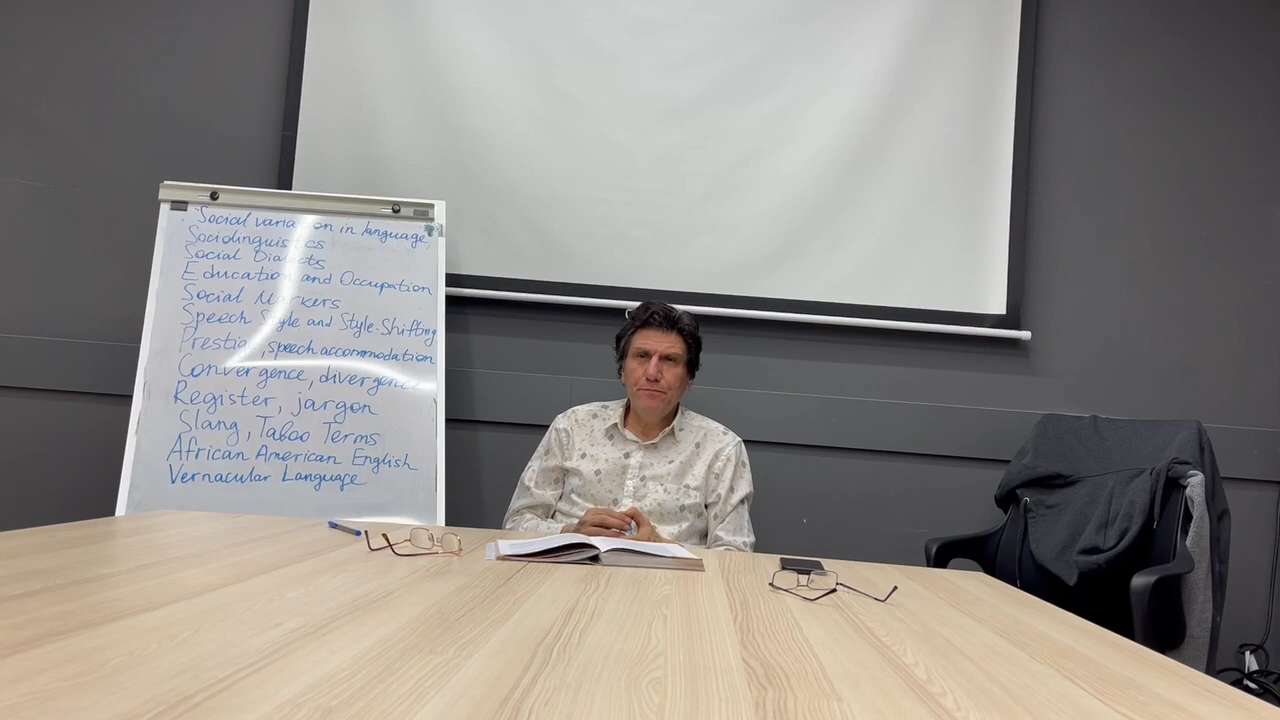 Social variation in language,
Sociolinguistics
Social Dialects
Education and Occupation
Social Markers
Speech Style and Style-Shifting
Prestige, speech accommodation
Convergence, divergence
Register, jargon
Slang, Taboo Terms
African American English
Vernacular Language